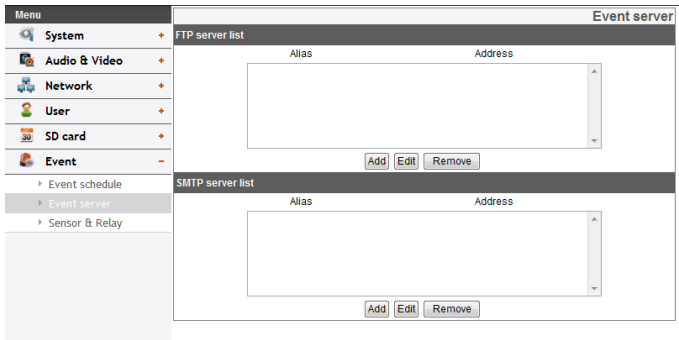 Menu
System +
Audio & Video +
Network +
User +
30 SD card +
Event -
Event schedule
Event server
Sensor & Relay
Event server
FTP server list
Alias Address
Add Edit Remove
SMTP server list
Alias Address
Add Edit Remove